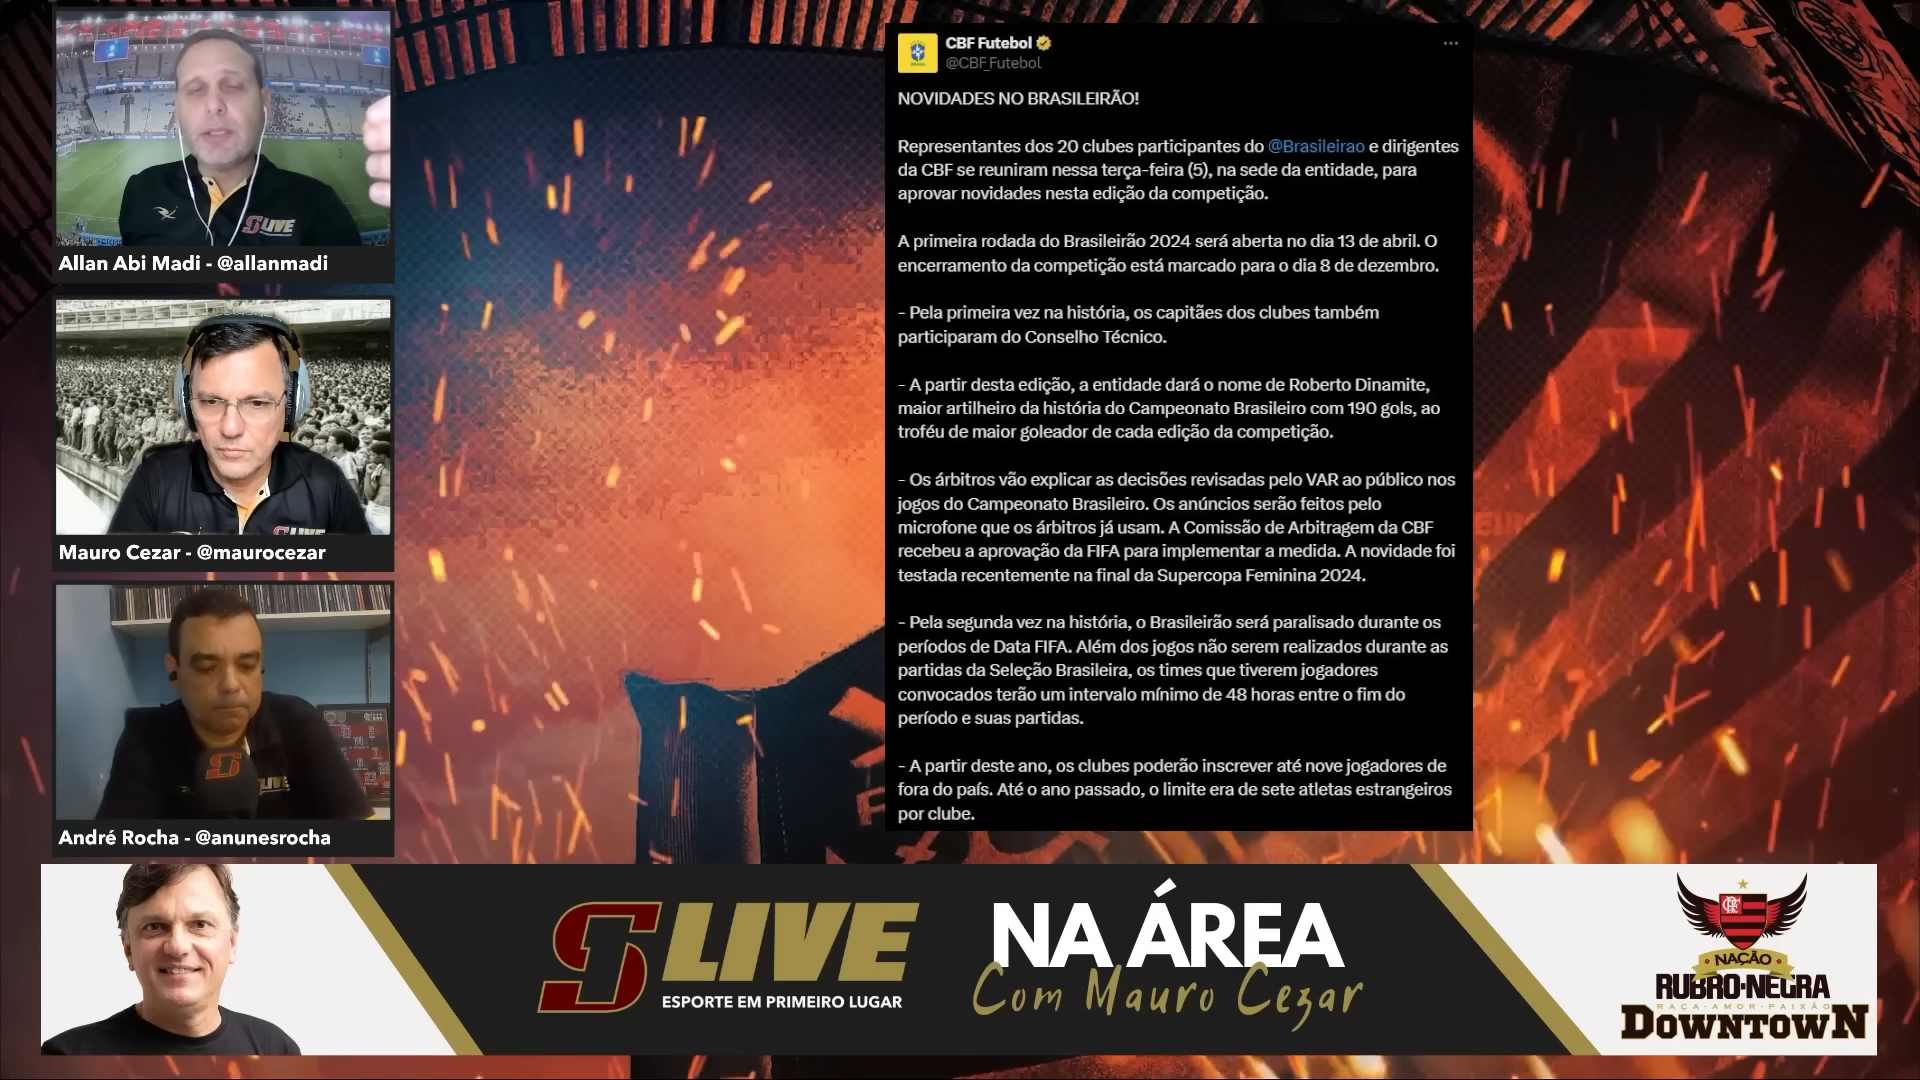 Allan Abi Madi - @allanmadi
Mauro Cezar - @maurocezar
André Rocha - @anunesrocha
CBF Futebol
@CBF_Futebol
NOVIDADES NO BRASILEIRÃO!
Representantes dos 20 clubes participantes do @Brasileirao e dirigentes
da CBF se reuniram nessa terça-feira (5), na sede da entidade, para
aprovar novidades nesta edição da competição.
A primeira rodada do Brasileirão 2024 será aberta no dia 13 de abril. O
encerramento da competição está marcado para o dia 8 de dezembro.
- Pela primeira vez na história, os capitães dos clubes também
participaram do Conselho Técnico.
- A partir desta edição, a entidade dará o nome de Roberto Dinamite,
maior artilheiro da história do Campeonato Brasileiro com 190 gols, ao
troféu de maior goleador de cada edição da competição.
- Os árbitros vão explicar as decisões revisadas pelo VAR ao público nos
jogos do Campeonato Brasileiro. Os anúncios serão feitos pelo
microfone que os árbitros já usam. A Comissão de Arbitragem da CBF
recebeu a aprovação da FIFA para implementar a medida. A novidade foi
testada recentemente na final da Supercopa Feminina 2024.
- Pela segunda vez na história, o Brasileirão será paralisado durante os
períodos de Data FIFA. Além dos jogos não serem realizados durante as
partidas da Seleção Brasileira, os times que tiverem jogadores
convocados terão um intervalo mínimo de 48 horas entre o fim do
período e suas partidas.
- A partir deste ano, os clubes poderão inscrever até nove jogadores de
fora do país. Até o ano passado, o limite era de sete atletas estrangeiros
por clube.
LIVE
ESPORTE EM PRIMEIRO LUGAR
NA ÁREA
Com Mauro Cezar
NAÇÃO
RUBRO-NEGRA
RAÇA-AMOR-PAIXÃO
DOWNTOWN